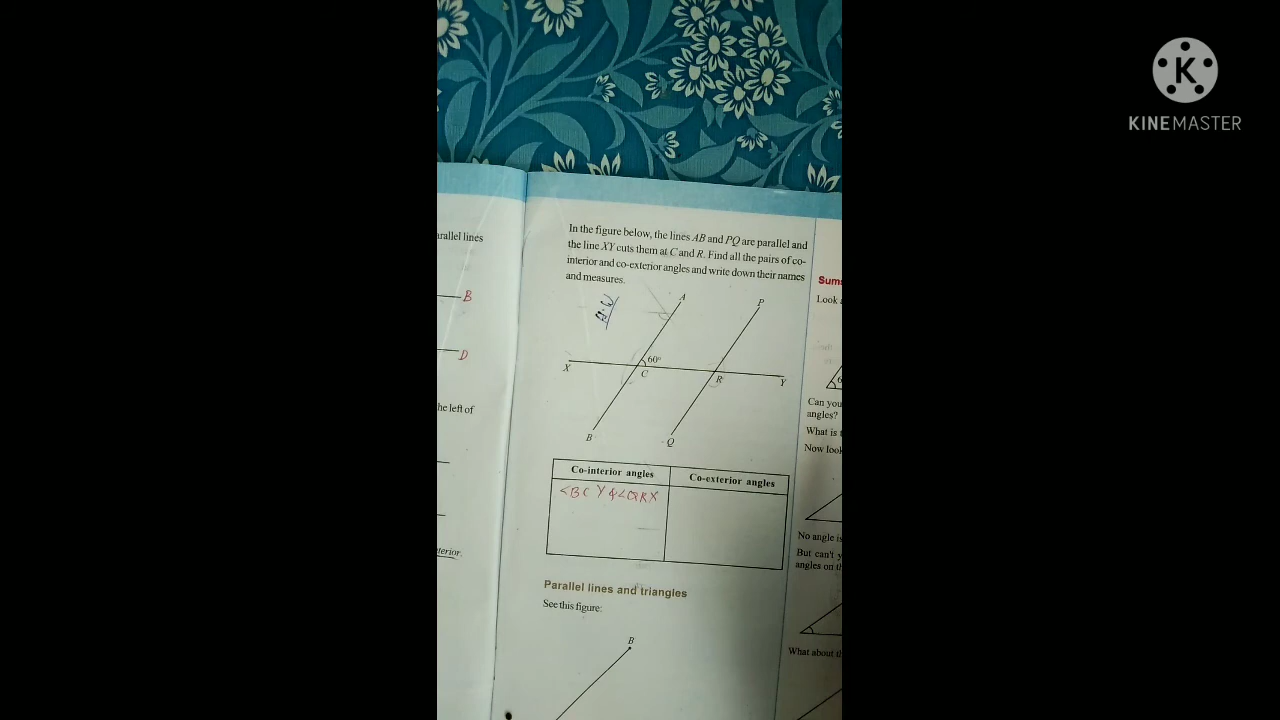 KINEMASTER
arallel lines
B
D
he left of
terior.
In the figure below, the lines AB and PQ are parallel and
the line XY cuts them at C and R. Find all the pairs of co-
interior and co-exterior angles and write down their names
and measures.
H.W
A
P
60°
X
C
R
Y
B
Q
Co-interior angles
Co-exterior angles
<BCY & <QRX
Parallel lines and triangles
See this figure:
B
Sums
Look
Can you
angles?
What is
Now look
No angle is
But can't y
angles on th
What about th